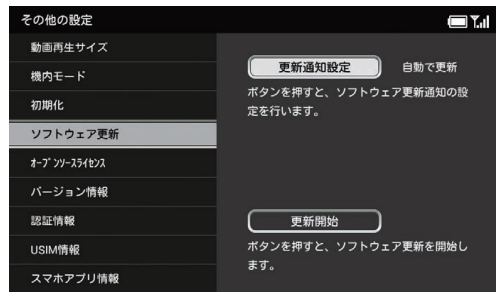 その他の設定
動画再生サイズ
機内モード
初期化
ソフトウェア更新
ｵｰﾌﾟﾝｿｰｽﾗｲｾﾝｽ
バージョン情報
認証情報
USIM情報
スマホアプリ情報
更新通知設定 自動で更新
ボタンを押すと、ソフトウェア更新通知の設
定を行います。
更新開始
ボタンを押すと、ソフトウェア更新を開始し
ます。